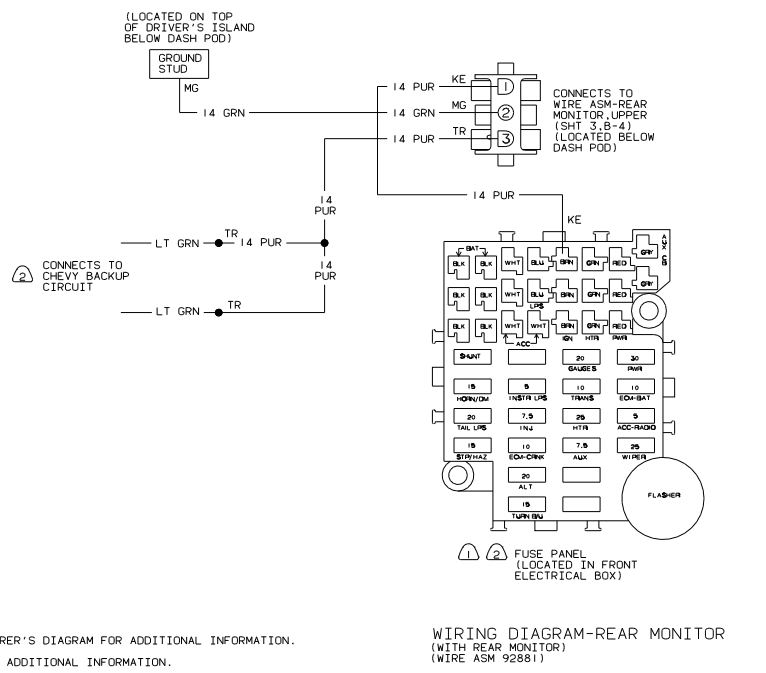 (LOCATED ON TOP
OF DRIVER'S ISLAND
BELOW DASH POD)
GROUND
STUD
MG
14 GRN
14 PUR
KE
1
14 GRN
MG
2
14 PUR
TR
3
CONNECTS TO
WIRE ASM-REAR
MONITOR,UPPER
(SHT 3,B-4)
(LOCATED BELOW
DASH POD)
14
PUR
14 PUR
KE
LT GRN
TR
14 PUR
14
PUR
2
CONNECTS TO
CHEVY BACKUP
CIRCUIT
LT GRN
TR
BAT
BLK BLK WHT BLU BRN GRN RED GRY
AUX CB
GRY
BLK BLK WHT BLU BRN GRN RED
LPS
BLK BLK WHT WHT BRN GRN RED
ACC IGN HTR PWR
SHUNT 20 30
GAUGES PWR
15 5 10 10
HORN/DM INSTR LPS TRANS ECM-BAT
20 7.5 25 5
TAIL LPS INJ HTR ACC-RADIO
15 10 7.5 25
STP/HAZ ECM-CRNK AUX WIPER
20
ALT
15
TURN B/U
FLASHER
1 2 FUSE PANEL
(LOCATED IN FRONT
ELECTRICAL BOX)
RER'S DIAGRAM FOR ADDITIONAL INFORMATION.
ADDITIONAL INFORMATION.
WIRING DIAGRAM-REAR MONITOR
(WITH REAR MONITOR)
(WIRE ASM 92881)